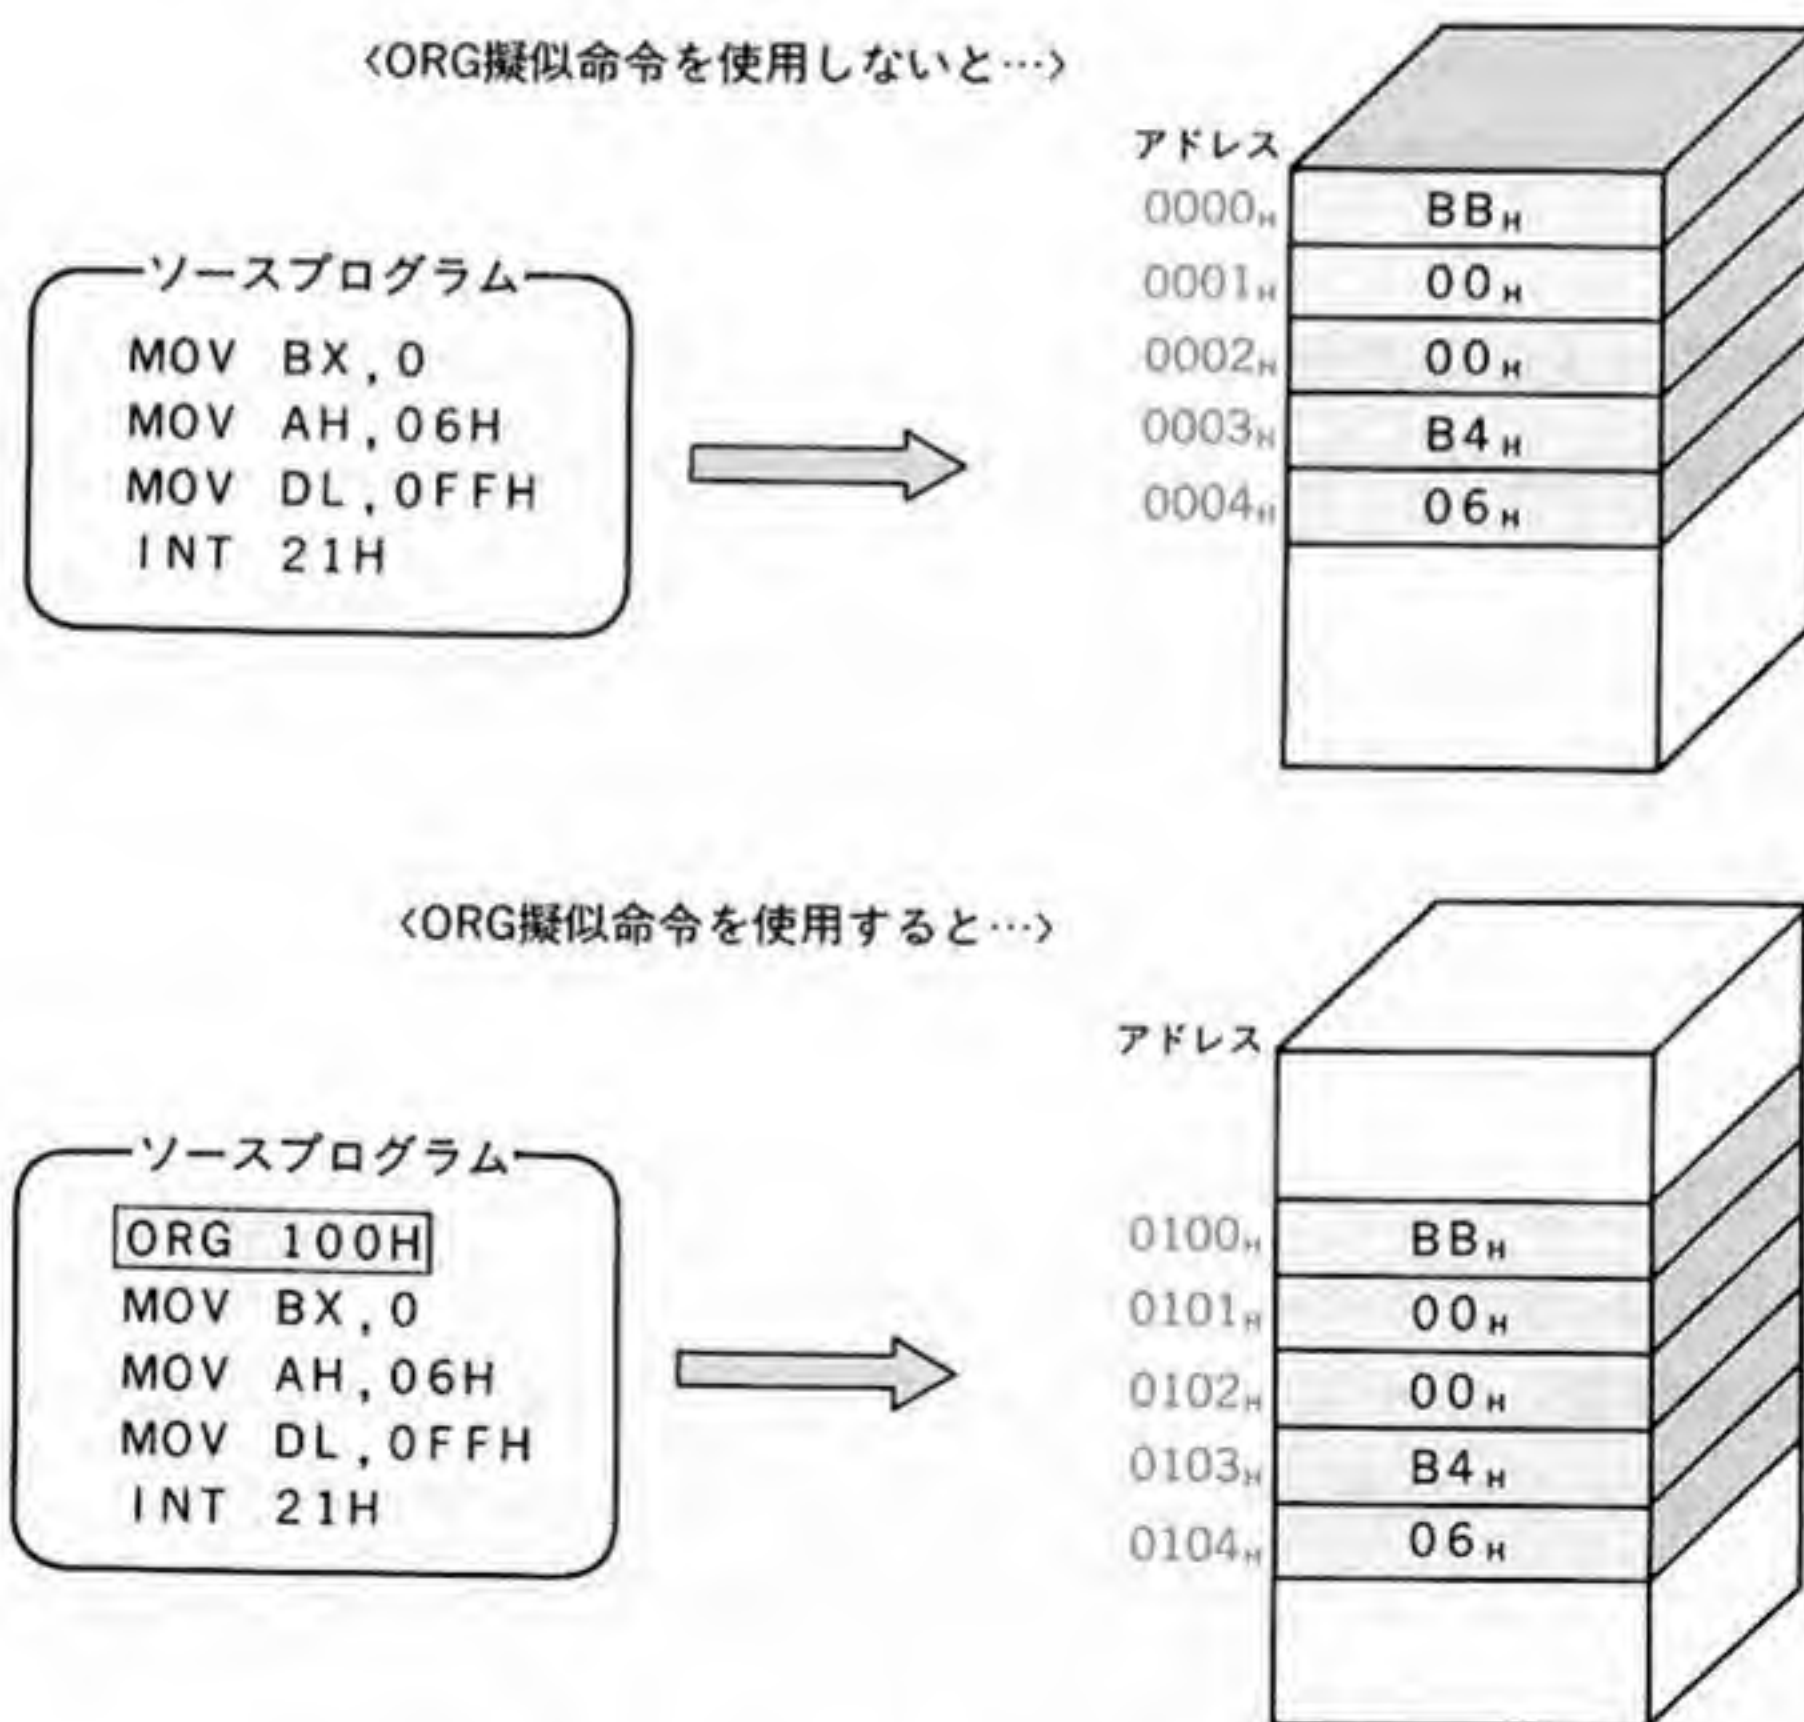 〈ORG擬似命令を使用しないと…〉
アドレス
0000H BBH
0001H 00H
0002H 00H
0003H B4H
0004H 06H
ソースプログラム
MOV BX,0
MOV AH,06H
MOV DL,0FFH
INT 21H
〈ORG擬似命令を使用すると…〉
アドレス
0100H BBH
0101H 00H
0102H 00H
0103H B4H
0104H 06H
ソースプログラム
ORG 100H
MOV BX,0
MOV AH,06H
MOV DL,0FFH
INT 21H